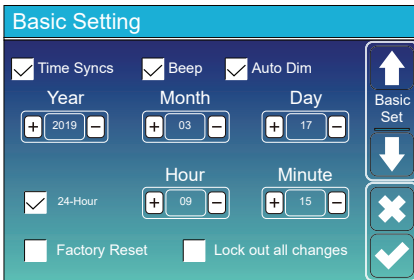 Basic Setting
Time Syncs Beep Auto Dim
Year Month Day
+ 2019 − + 03 − + 17 −
Basic
Set
Hour Minute
24-Hour + 09 − + 15 −
Factory Reset Lock out all changes